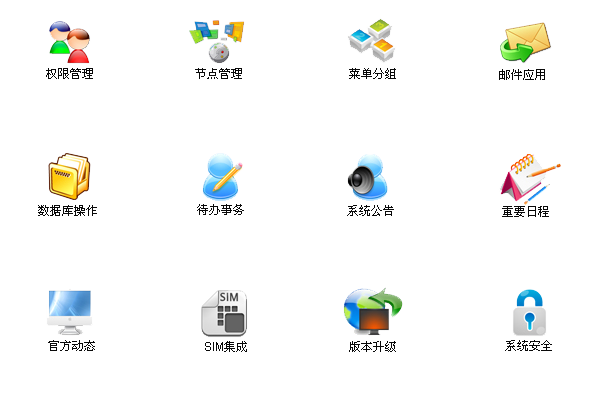 权限管理
节点管理
菜单分组
邮件应用
数据库操作
待办事务
系统公告
重要日程
SIM
官方动态
SIM集成
版本升级
系统安全